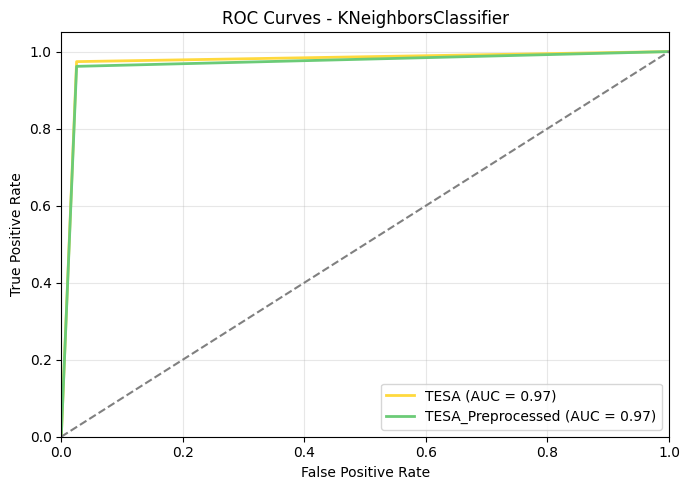 ROC Curves - KNeighborsClassifier
True Positive Rate
1.0
0.8
0.6
0.4
0.2
0.0
TESA (AUC = 0.97)
TESA_Preprocessed (AUC = 0.97)
0.0 0.2 0.4 0.6 0.8 1.0
False Positive Rate